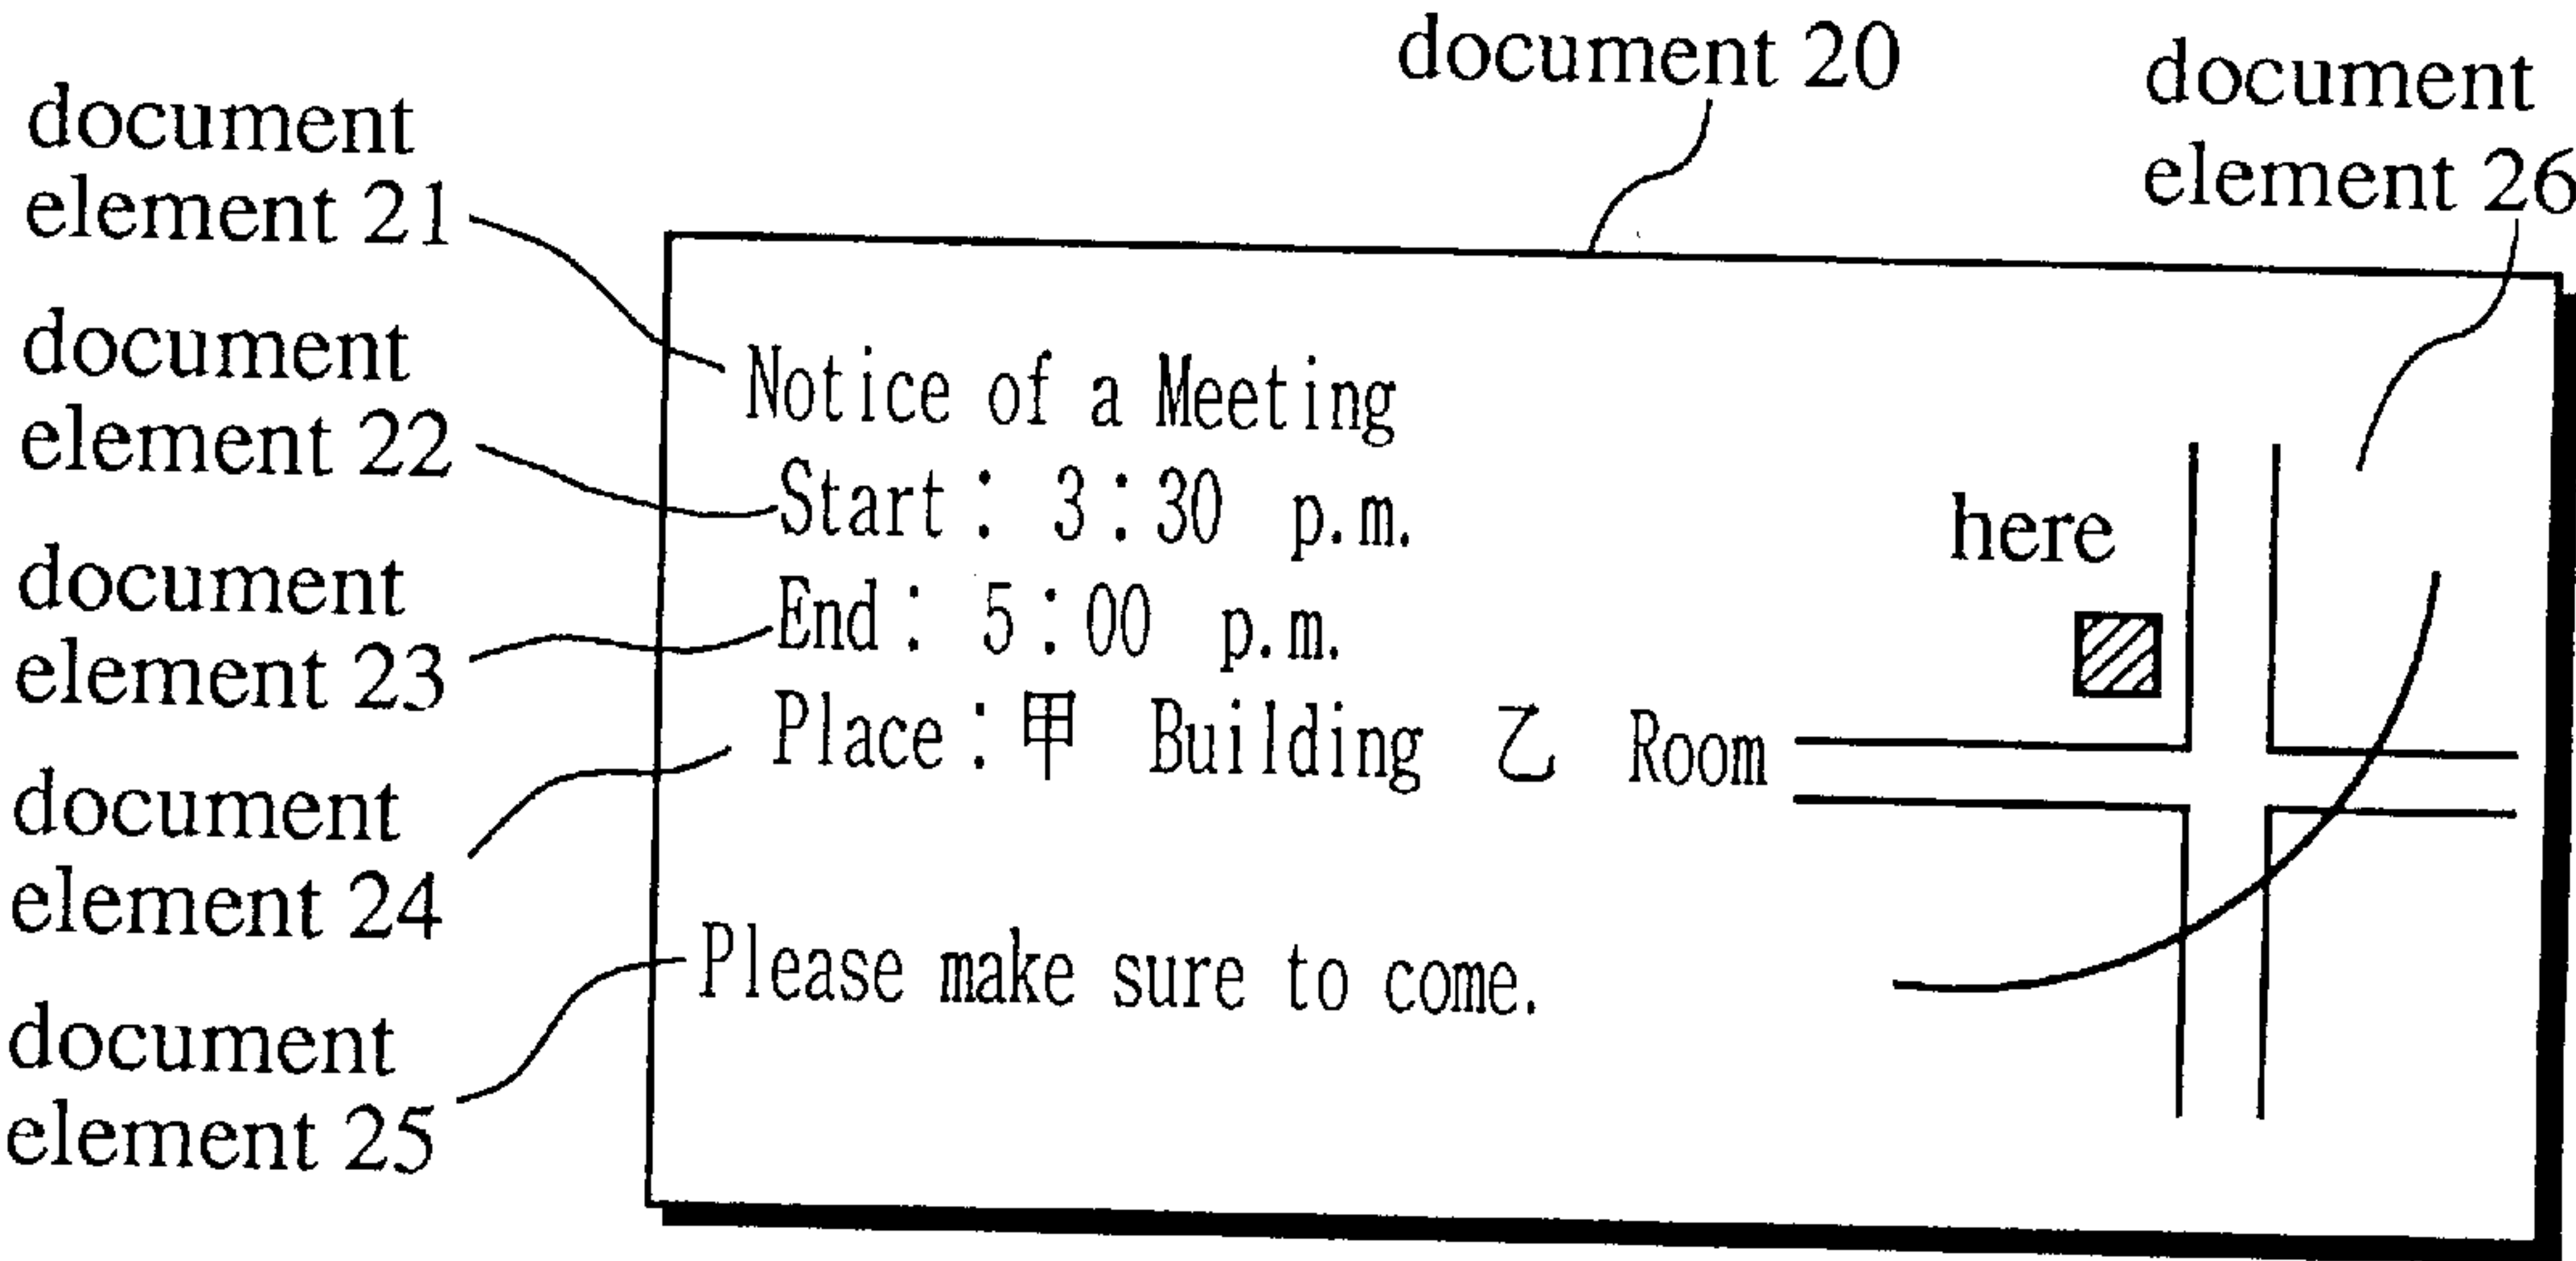 document 20
document
element 26
document
element 21
document
element 22
document
element 23
document
element 24
document
element 25
Notice of a Meeting
Start: 3:30 p.m.
End: 5:00 p.m.
Place:甲 Building 乙 Room
Please make sure to come.
here